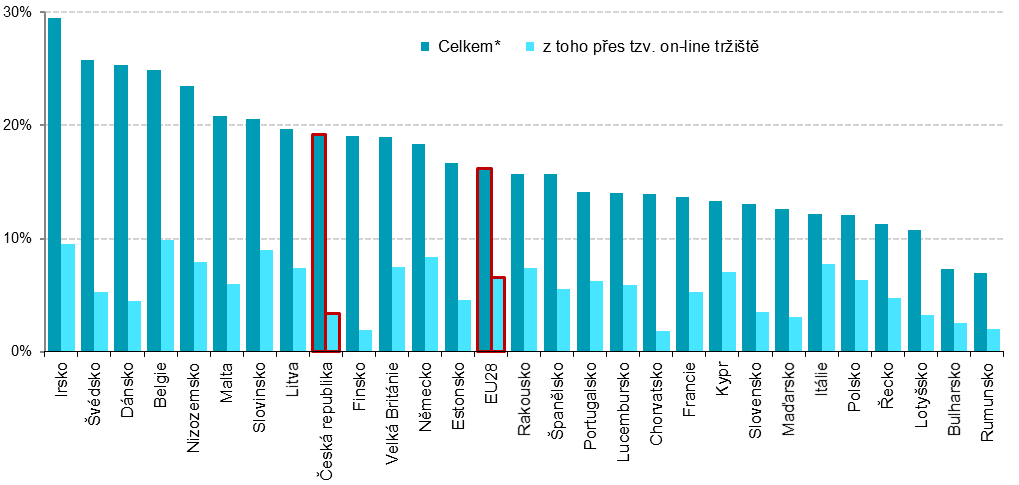 30%
20%
10%
0%
Celkem*
z toho přes tzv. on-line tržiště
Irsko
Švédsko
Dánsko
Belgie
Nizozemsko
Malta
Slovinsko
Litva
Česká republika
Finsko
Velká Británie
Německo
Estonsko
EU28
Rakousko
Španělsko
Portugalsko
Lucembursko
Chorvatsko
Francie
Kypr
Slovensko
Maďarsko
Itálie
Polsko
Řecko
Lotyšsko
Bulharsko
Rumunsko